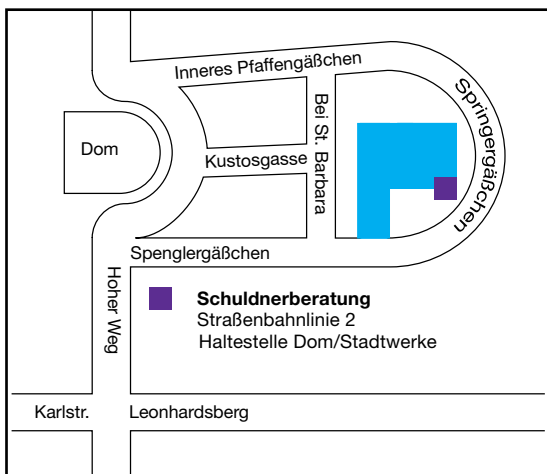 Inneres Pfaffengäßchen
Springergäßchen
Bei St. Barbara
Dom
Kustosgasse
Spenglergäßchen
Hoher Weg
Schuldnerberatung
Straßenbahnlinie 2
Haltestelle Dom/Stadtwerke
Karlstr.
Leonhardsberg